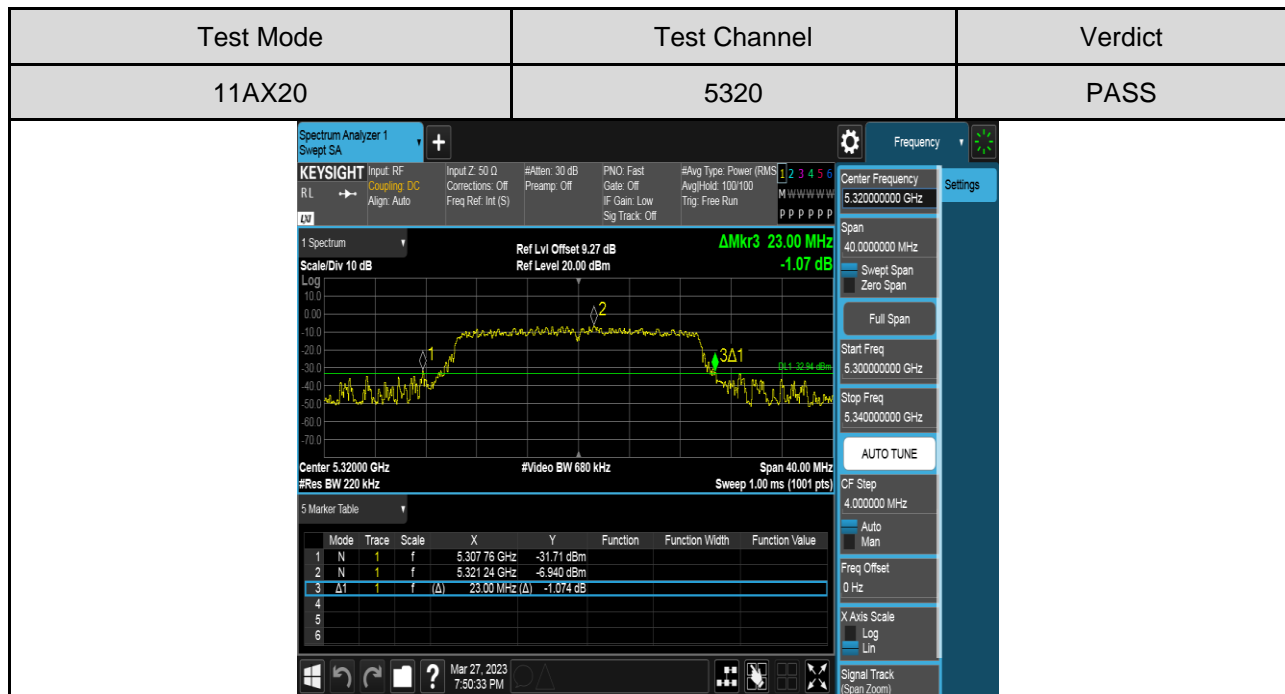 Test Mode Test Channel Verdict
11AX20 5320 PASS
Spectrum Analyzer 1
Swept SA
+
Frequency
KEYSIGHT Input: RF Input Z: 50 Ω #Atten: 30 dB PNO: Fast #Avg Type: Power (RMS 1 2 3 4 5 6
RL Coupling: DC Corrections: Off Preamp: Off Gate: Off Avg|Hold: 100/100 M W W W W W
Align: Auto Freq Ref: Int (S) IF Gain: Low Trig: Free Run
LXI Sig Track: Off P P P P P P
Settings
1 Spectrum
Ref Lvl Offset 9.27 dB ΔMkr3 23.00 MHz
Scale/Div 10 dB Ref Level 20.00 dBm -1.07 dB
Log
10.0
0.00
-10.0
-20.0
-30.0
-40.0
-50.0
-60.0
-70.0
1
2
3Δ1
DL1 -32.94 dBm
Center 5.32000 GHz #Video BW 680 kHz Span 40.00 MHz
#Res BW 220 kHz Sweep 1.00 ms (1001 pts)
5 Marker Table
Mode Trace Scale X Y Function Function Width Function Value
1 N 1 f 5.307 76 GHz -31.71 dBm
2 N 1 f 5.321 24 GHz -6.940 dBm
3 Δ1 1 f (Δ) 23.00 MHz (Δ) -1.074 dB
4
5
6
Center Frequency
5.320000000 GHz
Span
40.0000000 MHz
Swept Span
Zero Span
Full Span
Start Freq
5.300000000 GHz
Stop Freq
5.340000000 GHz
AUTO TUNE
CF Step
4.000000 MHz
Auto
Man
Freq Offset
0 Hz
X Axis Scale
Log
Lin
Signal Track
(Span Zoom)
? Mar 27, 2023
7:50:33 PM